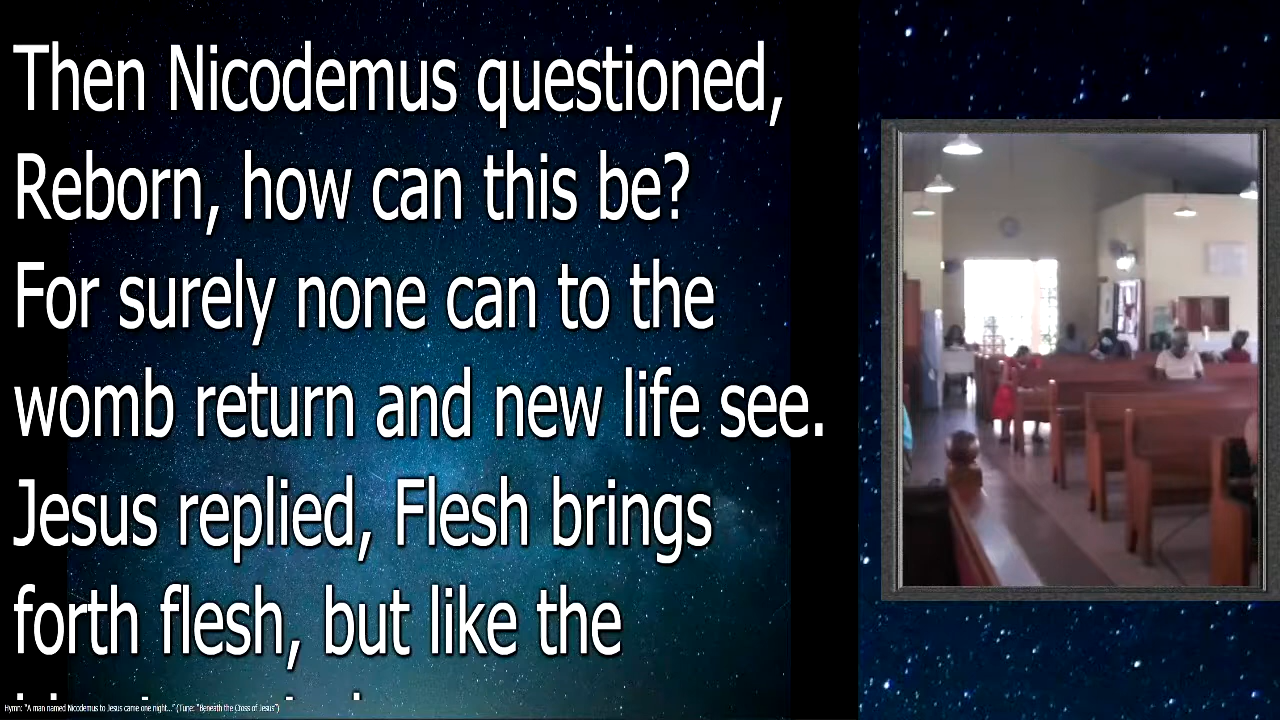 Then Nicodemus questioned,
Reborn, how can this be?
For surely none can to the
womb return and new life see.
Jesus replied, Flesh brings
forth flesh, but like the
Hymn: "A man named Nicodemus to Jesus came one night..." (Tune: "Beneath the Cross of Jesus")